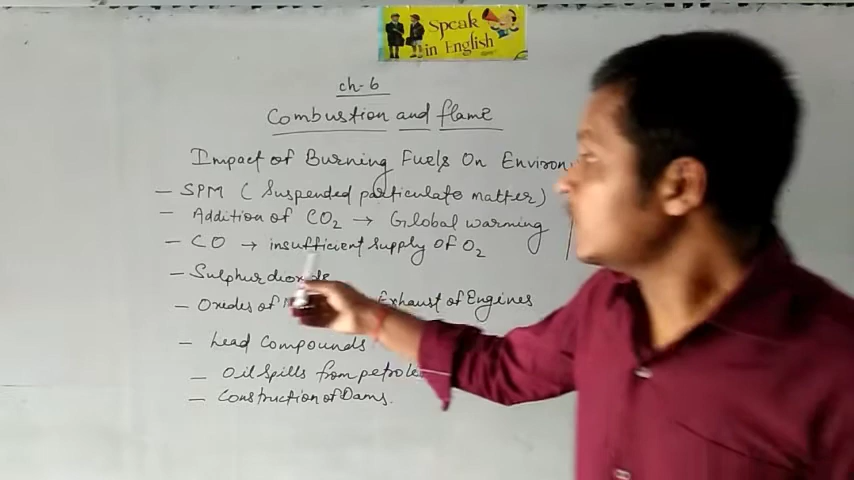 Speak
in English
ch-6
Combustion and flame
Impact of Burning Fuels On Environ
- SPM ( Suspended particulate matter)
- Addition of CO2 → Global warming
- CO → insufficient supply of O2
- Sulphur dioxide
- Oxedes of Exhaust of Engines
- Lead Compounds
- Oil Spills from petrole
- Construction of Dams.